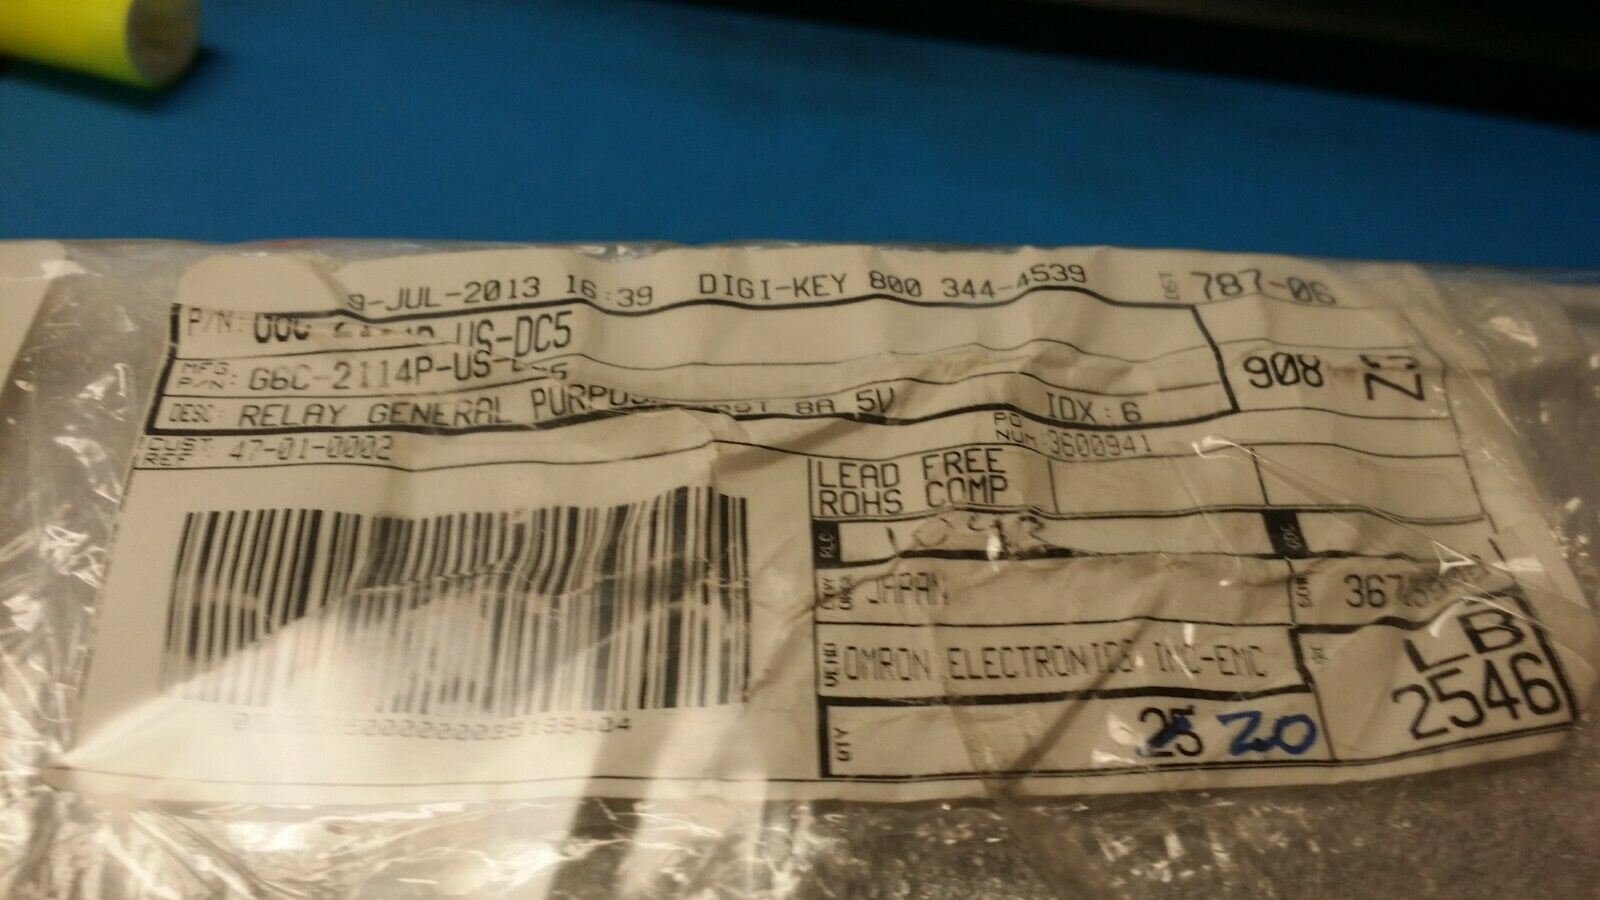 9-JUL-2013 16:39 DIGI-KEY 800 344-4539 787-06
P/N: US-DC5
MFG. P/N: G6C-2114P-US-
908
DESC: RELAY GENERAL 8A 5V IDX: 6
CUST REF 47-01-0002
PO NUM: 3600941
LEAD FREE
ROHS COMP
JAPAN
OMRON ELECTRONICS INC-EMC
LB
2546
QTY 25 20